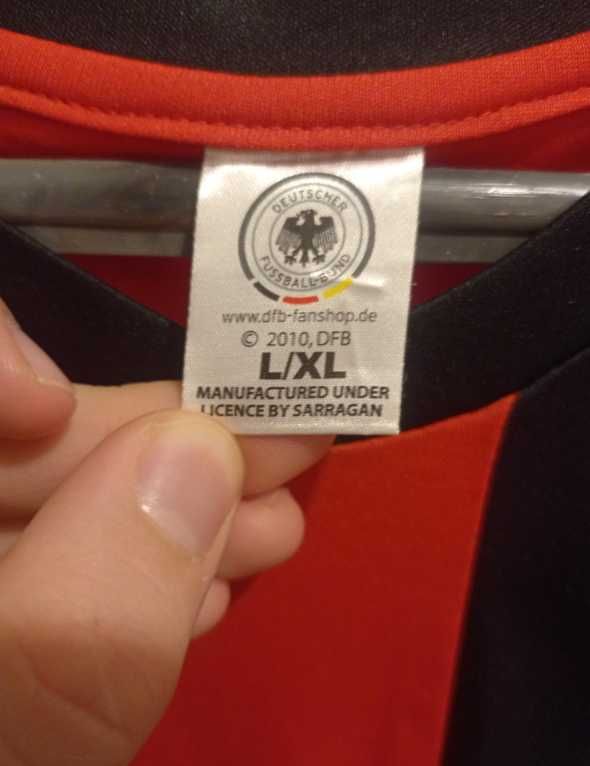 DEUTSCHER
FUSSBALL-BUND
www.dfb-fanshop.de
© 2010, DFB
L/XL
MANUFACTURED UNDER
LICENCE BY SARRAGAN